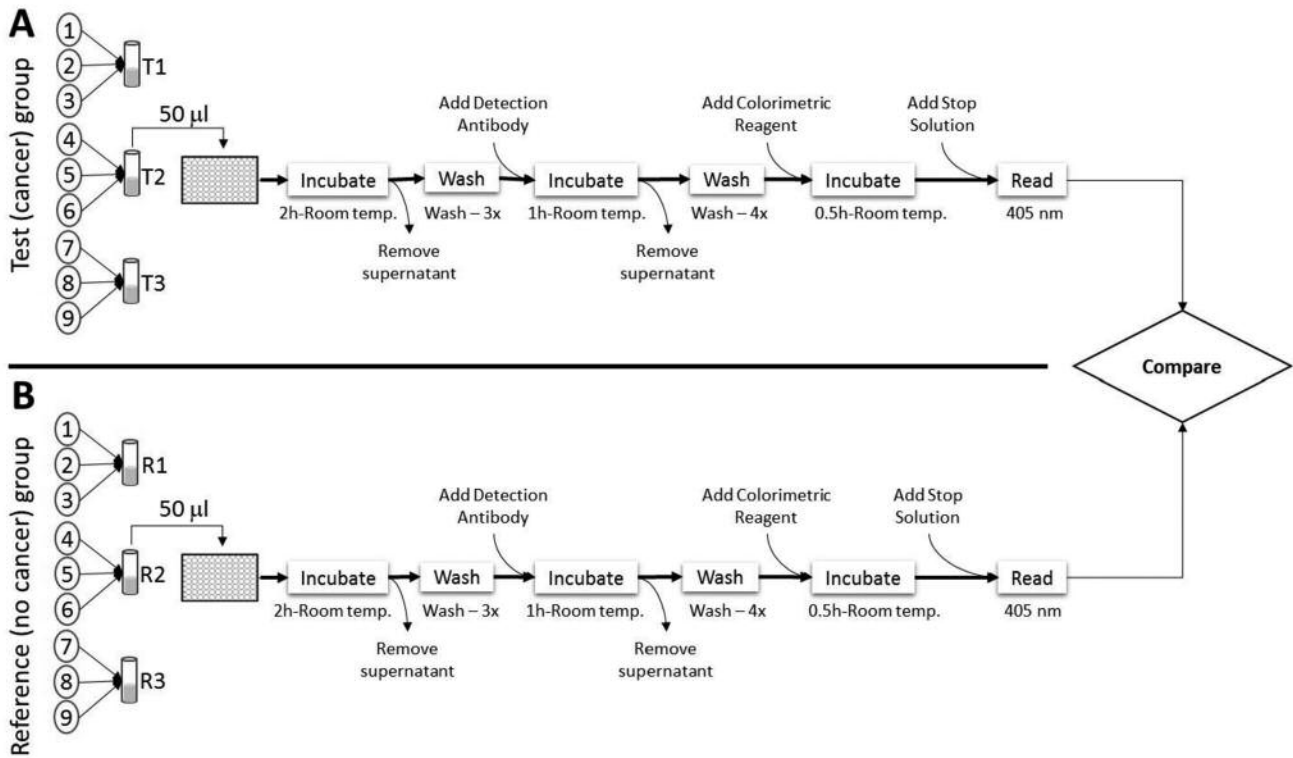 A
Test (cancer) group
1
2
3
T1
4
5
6
T2
7
8
9
T3
50 µl
Incubate
2h-Room temp.
Remove
supernatant
Wash
Wash – 3x
Add Detection
Antibody
Incubate
1h-Room temp.
Remove
supernatant
Wash
Wash – 4x
Add Colorimetric
Reagent
Incubate
0.5h-Room temp.
Add Stop
Solution
Read
405 nm
Compare
B
Reference (no cancer) group
1
2
3
R1
4
5
6
R2
7
8
9
R3
50 µl
Incubate
2h-Room temp.
Remove
supernatant
Wash
Wash – 3x
Add Detection
Antibody
Incubate
1h-Room temp.
Remove
supernatant
Wash
Wash – 4x
Add Colorimetric
Reagent
Incubate
0.5h-Room temp.
Add Stop
Solution
Read
405 nm